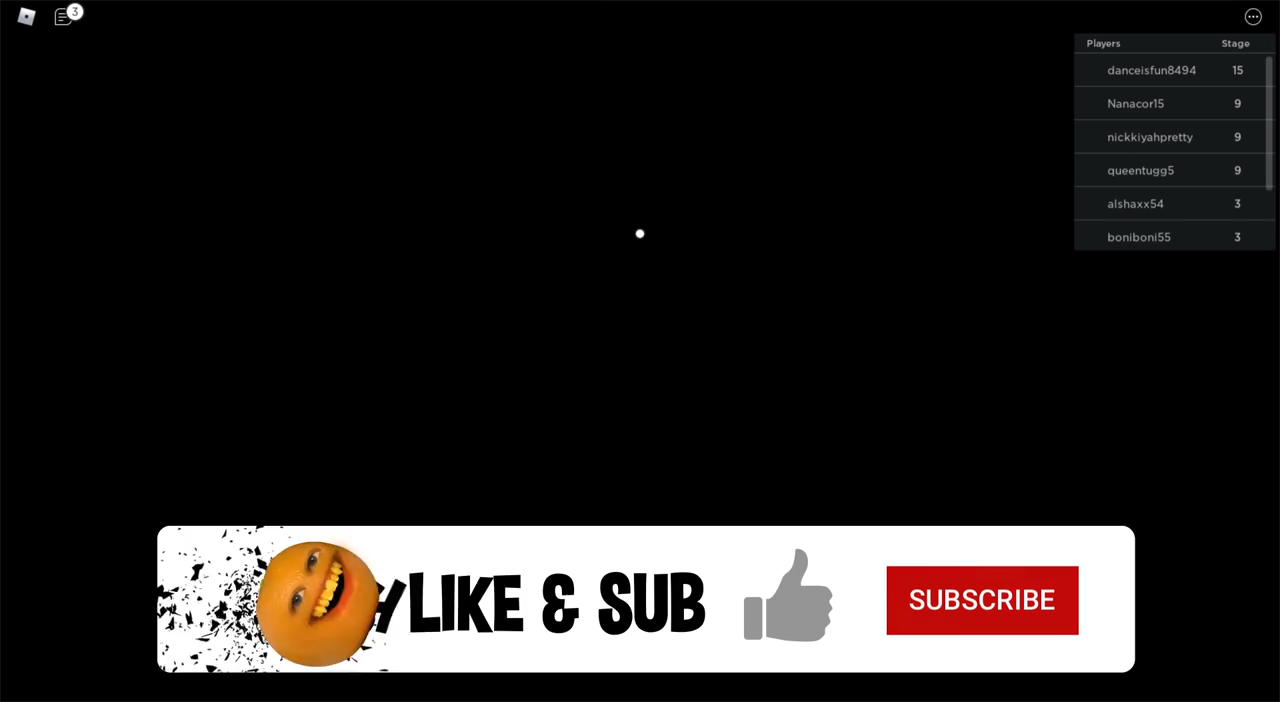 3
Players Stage
danceisfun8494 15
Nanacor15 9
nickkiyahpretty 9
queentugg5 9
alshaxx54 3
boniboni55 3
LIKE & SUB
SUBSCRIBE